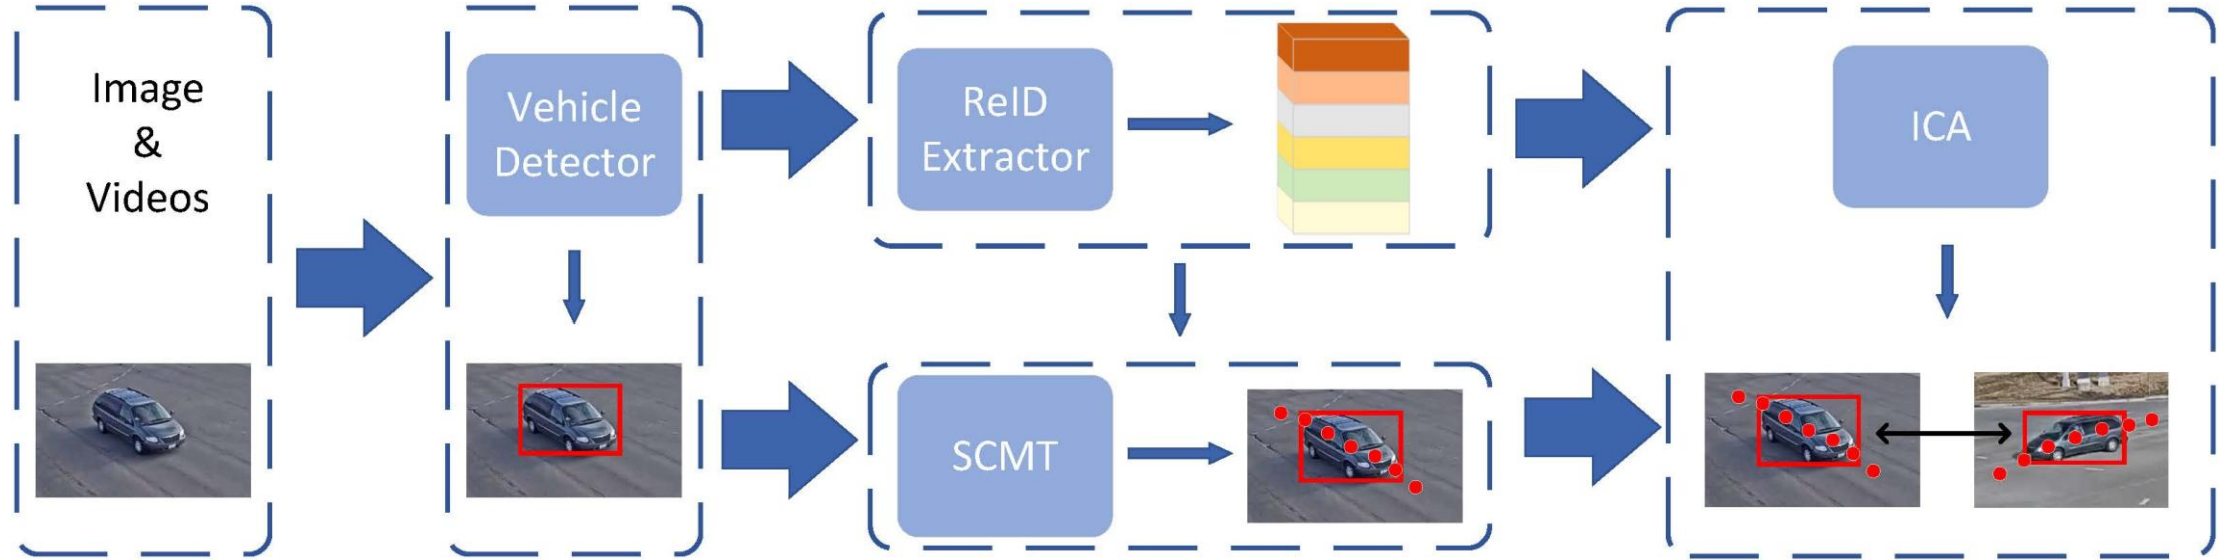 Image
&
Videos
Vehicle
Detector
ReID
Extractor
SCMT
ICA